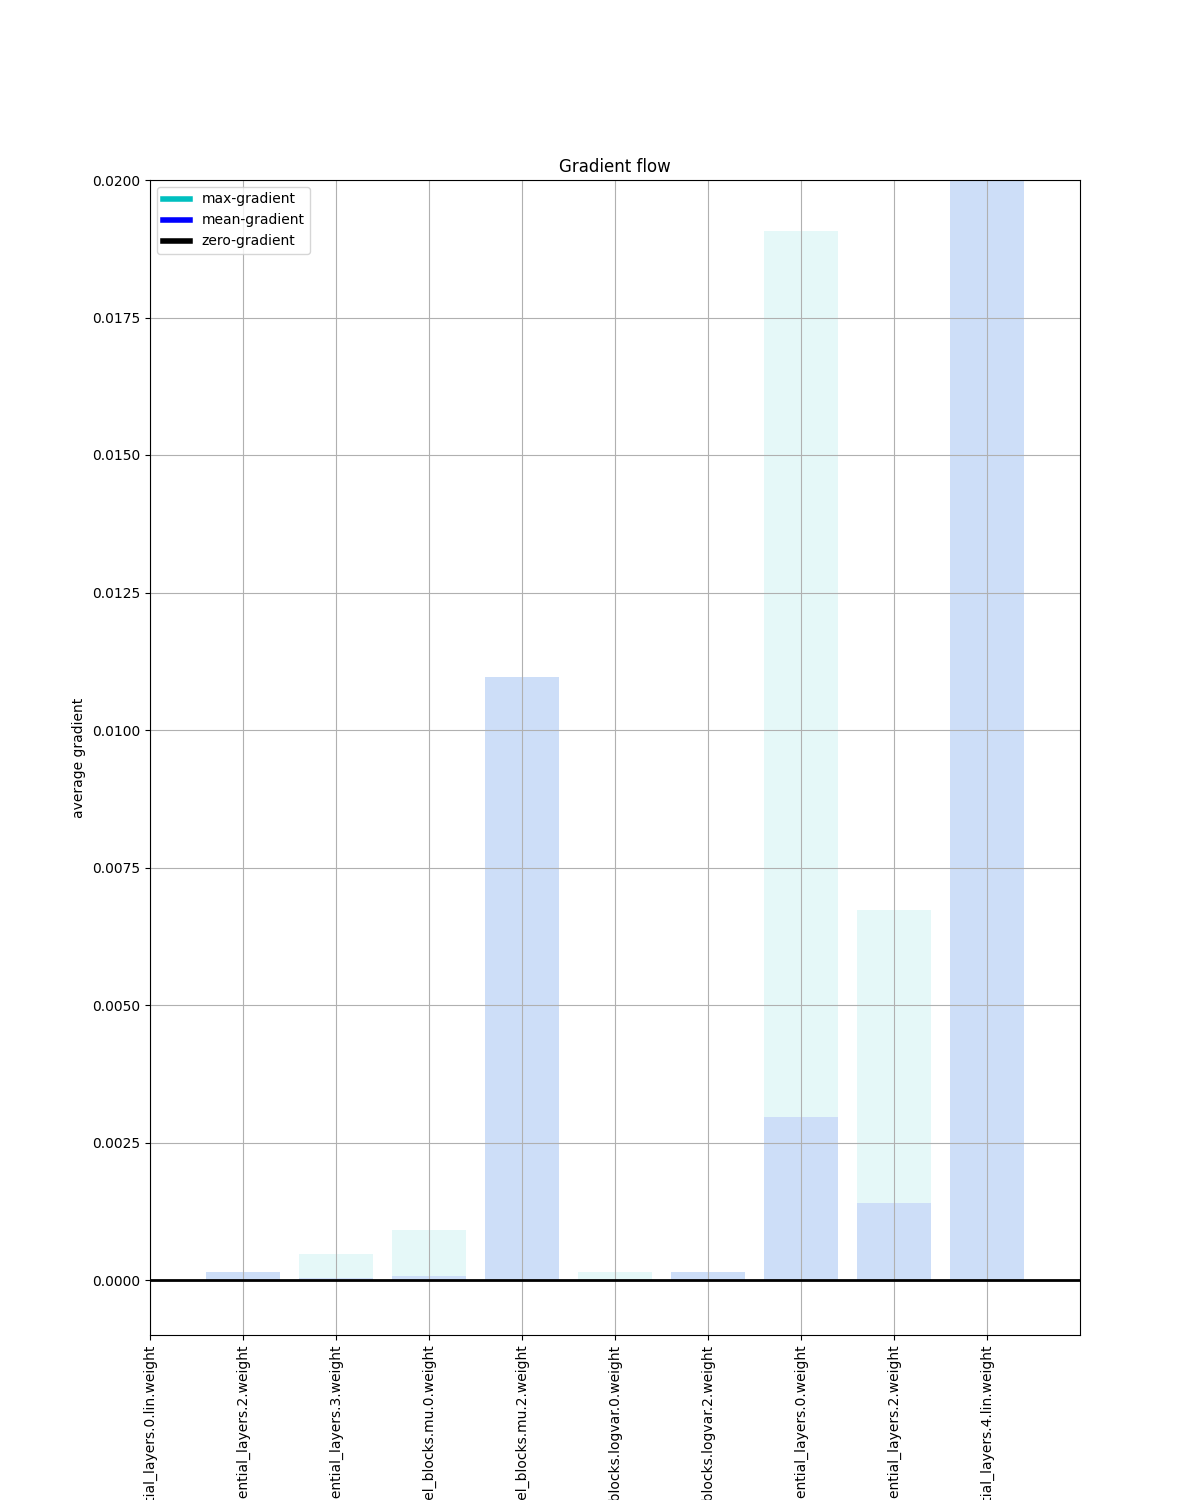 Gradient flow
max-gradient
mean-gradient
zero-gradient
0.0200
0.0175
0.0150
0.0125
0.0100
0.0075
0.0050
0.0025
0.0000
average gradient
tial_layers.0.lin.weight
ential_layers.2.weight
ential_layers.3.weight
el_blocks.mu.0.weight
el_blocks.mu.2.weight
blocks.logvar.0.weight
blocks.logvar.2.weight
ential_layers.0.weight
ential_layers.2.weight
tial_layers.4.lin.weight